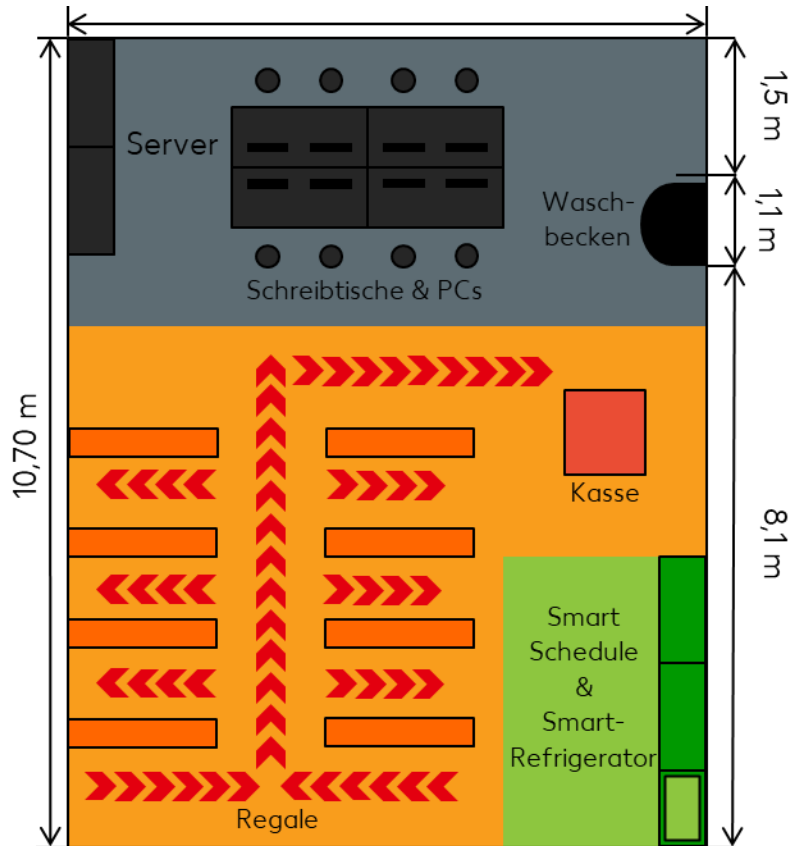 1,5 m
Server
Wasch-
becken
1,1 m
Schreibtische & PCs
10,70 m
Kasse
8,1 m
Smart
Schedule
&
Smart-
Refrigerator
Regale